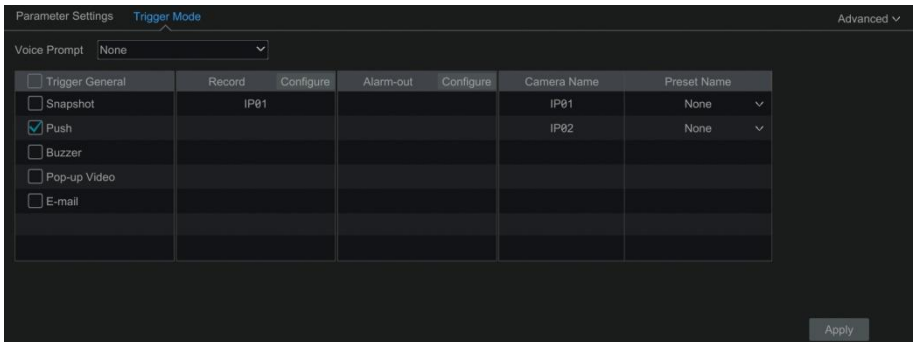 Parameter Settings Trigger Mode Advanced
Voice Prompt None
Trigger General Record Configure Alarm-out Configure Camera Name Preset Name
Snapshot IP01 IP01 None
Push IP02 None
Buzzer
Pop-up Video
E-mail
Apply